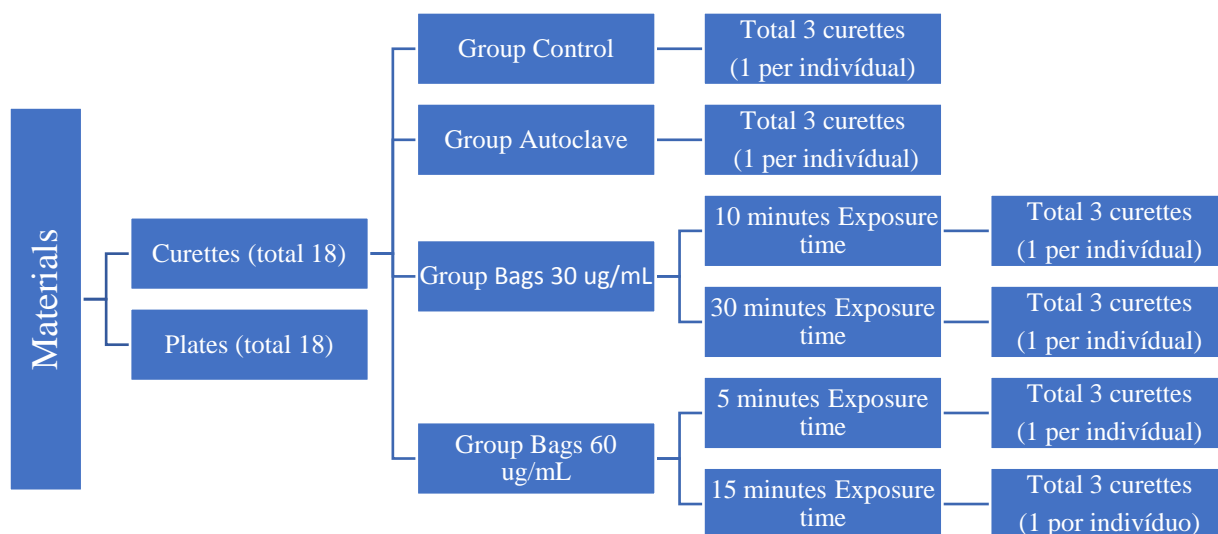 Materials
Curettes (total 18)
Plates (total 18)
Group Control
Total 3 curettes
(1 per indivídual)
Group Autoclave
Total 3 curettes
(1 per indivídual)
Group Bags 30 ug/mL
10 minutes Exposure
time
Total 3 curettes
(1 per indivídual)
30 minutes Exposure
time
Total 3 curettes
(1 per indivídual)
Group Bags 60
ug/mL
5 minutes Exposure
time
Total 3 curettes
(1 per indivídual)
15 minutes Exposure
time
Total 3 curettes
(1 por indivíduo)